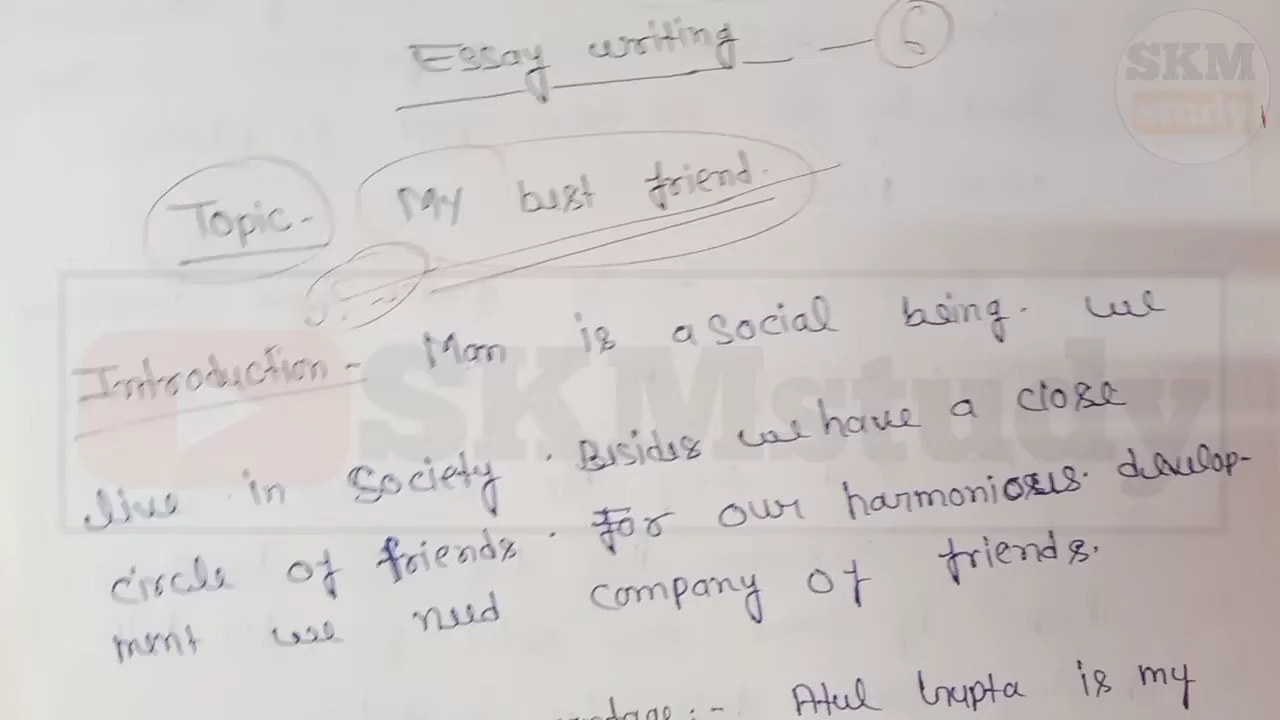 Essay writing - 6
SKM
study
Topic- My best friend.
Introduction - Man is a social being. We
live in society. Besides we have a close
circle of friends. For our harmonious develop-
ment we need company of friends.
SKMstudy
Atul Gupta is my